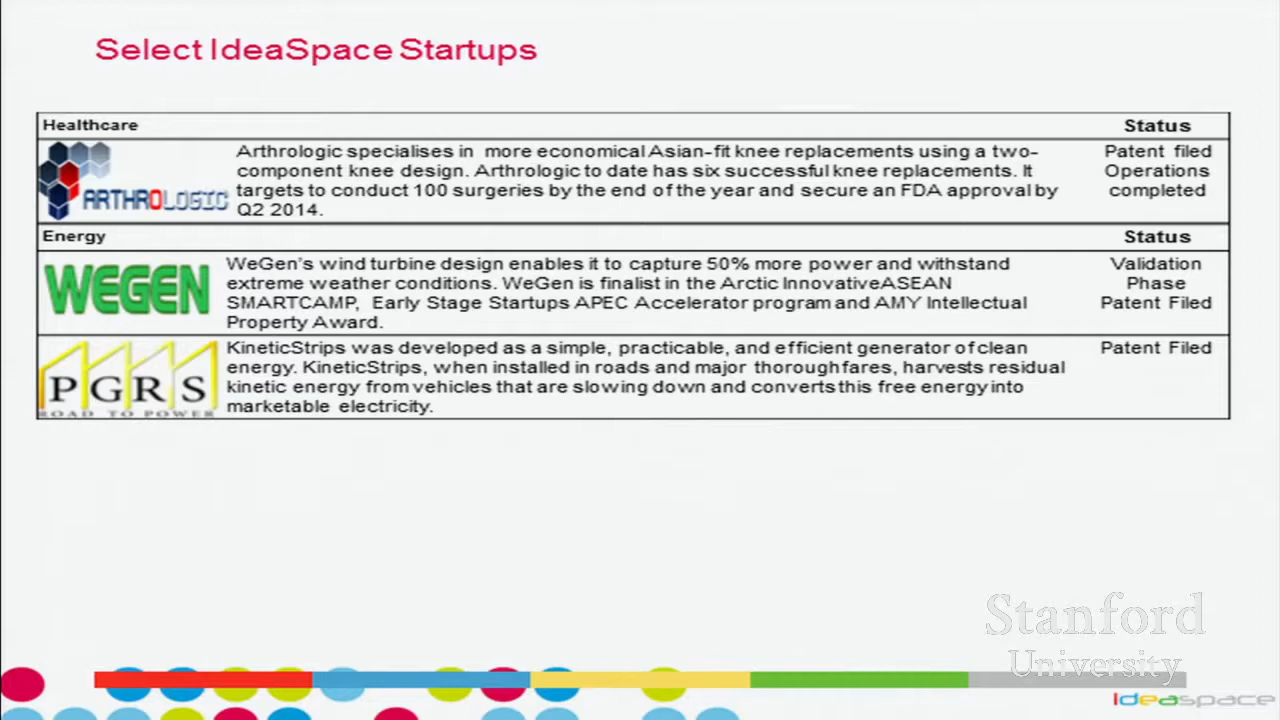 Select IdeaSpace Startups
Healthcare
Status
ARTHROLOGIC
Arthrologic specialises in more economical Asian-fit knee replacements using a two-
component knee design. Arthrologic to date has six successful knee replacements. It
targets to conduct 100 surgeries by the end of the year and secure an FDA approval by
Q2 2014.
Patent filed
Operations
completed
Energy
Status
WEGEN
WeGen's wind turbine design enables it to capture 50% more power and withstand
extreme weather conditions. WeGen is finalist in the Arctic InnovativeASEAN
SMARTCAMP, Early Stage Startups APEC Accelerator program and AMY Intellectual
Property Award.
Validation
Phase
Patent Filed
PGRS
ROAD TO POWER
KineticStrips was developed as a simple, practicable, and efficient generator of clean
energy. KineticStrips, when installed in roads and major thoroughfares, harvests residual
kinetic energy from vehicles that are slowing down and converts this free energy into
marketable electricity.
Patent Filed
Stanford
University
Ideaspace